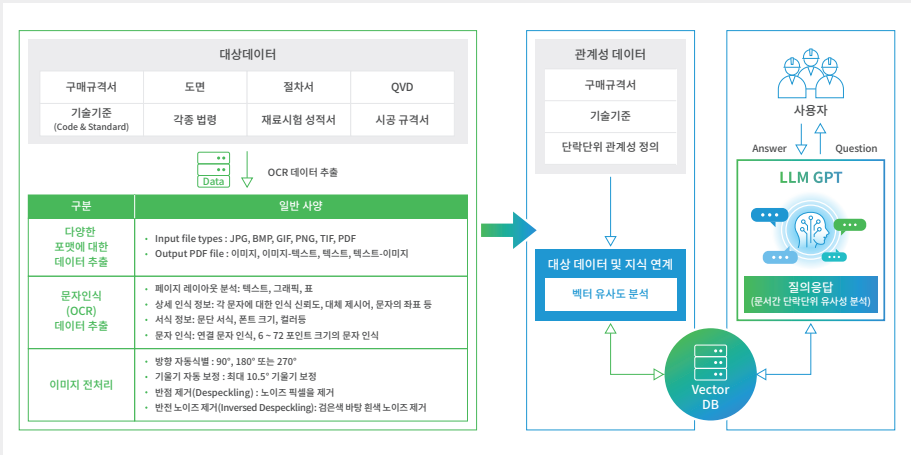 대상데이터
구매규격서
도면
절차서
QVD
기술기준
(Code & Standard)
각종 법령
재료시험 성적서
시공 규격서
Data
OCR 데이터 추출
구분
일반 사양
다양한
포맷에 대한
데이터 추출
• Input file types : JPG, BMP, GIF, PNG, TIF, PDF
• Output PDF file : 이미지, 이미지-텍스트, 텍스트, 텍스트-이미지
문자인식
(OCR)
데이터 추출
• 페이지 레이아웃 분석: 텍스트, 그래픽, 표
• 상세 인식 정보: 각 문자에 대한 인식 신뢰도, 대체 제시어, 문자의 좌표 등
• 서식 정보: 문단 서식, 폰트 크기, 컬러등
• 문자 인식: 연결 문자 인식, 6 ~ 72 포인트 크기의 문자 인식
이미지 전처리
• 방향 자동식별 : 90°, 180° 또는 270°
• 기울기 자동 보정 : 최대 10.5° 기울기 보정
• 반점 제거(Despeckling) : 노이즈 픽셀을 제거
• 반전 노이즈 제거(Inversed Despeckling): 검은색 바탕 흰색 노이즈 제거
관계성 데이터
구매규격서
기술기준
단락단위 관계성 정의
대상 데이터 및 지식 연계
벡터 유사도 분석
Vector
DB
사용자
Answer
Question
LLM GPT
질의응답
(문서간 단락단위 유사성 분석)